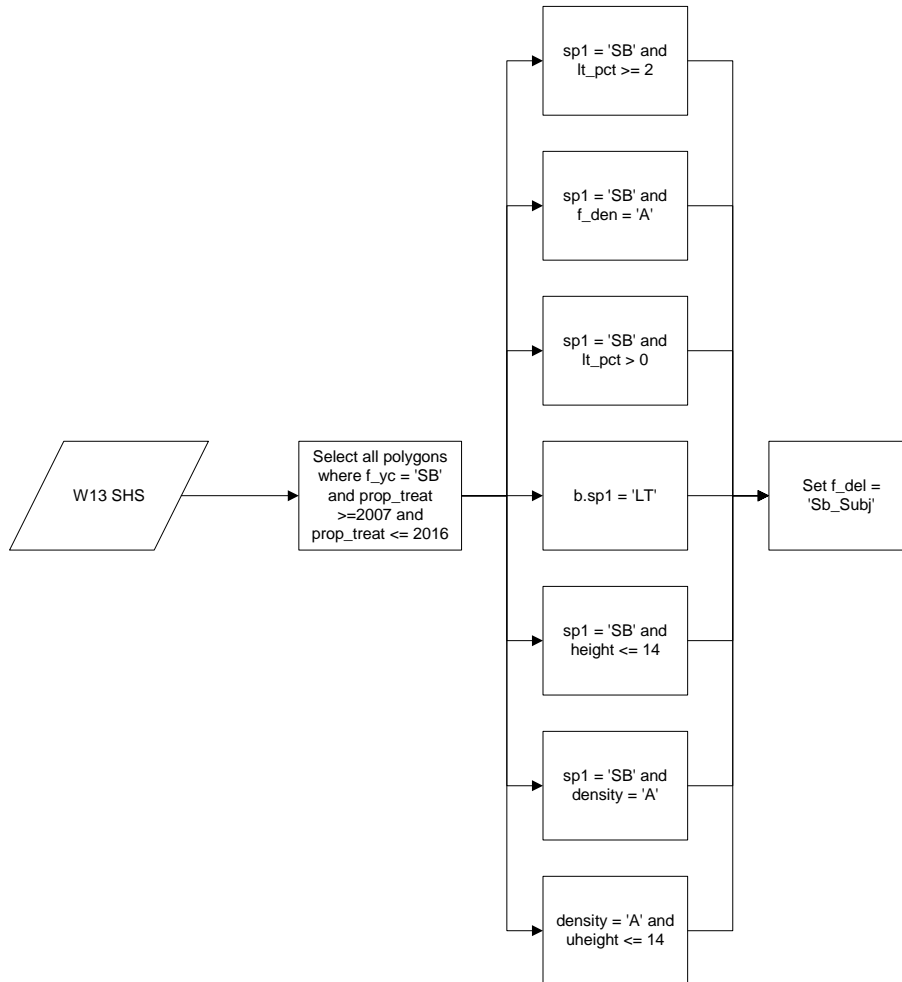 W13 SHS
Select all polygons
where f_yc = 'SB'
and prop_treat
>=2007 and
prop_treat <= 2016
sp1 = 'SB' and
lt_pct >= 2
sp1 = 'SB' and
f_den = 'A'
sp1 = 'SB' and
lt_pct > 0
b.sp1 = 'LT'
sp1 = 'SB' and
height <= 14
sp1 = 'SB' and
density = 'A'
density = 'A' and
uheight <= 14
Set f_del =
'Sb_Subj'